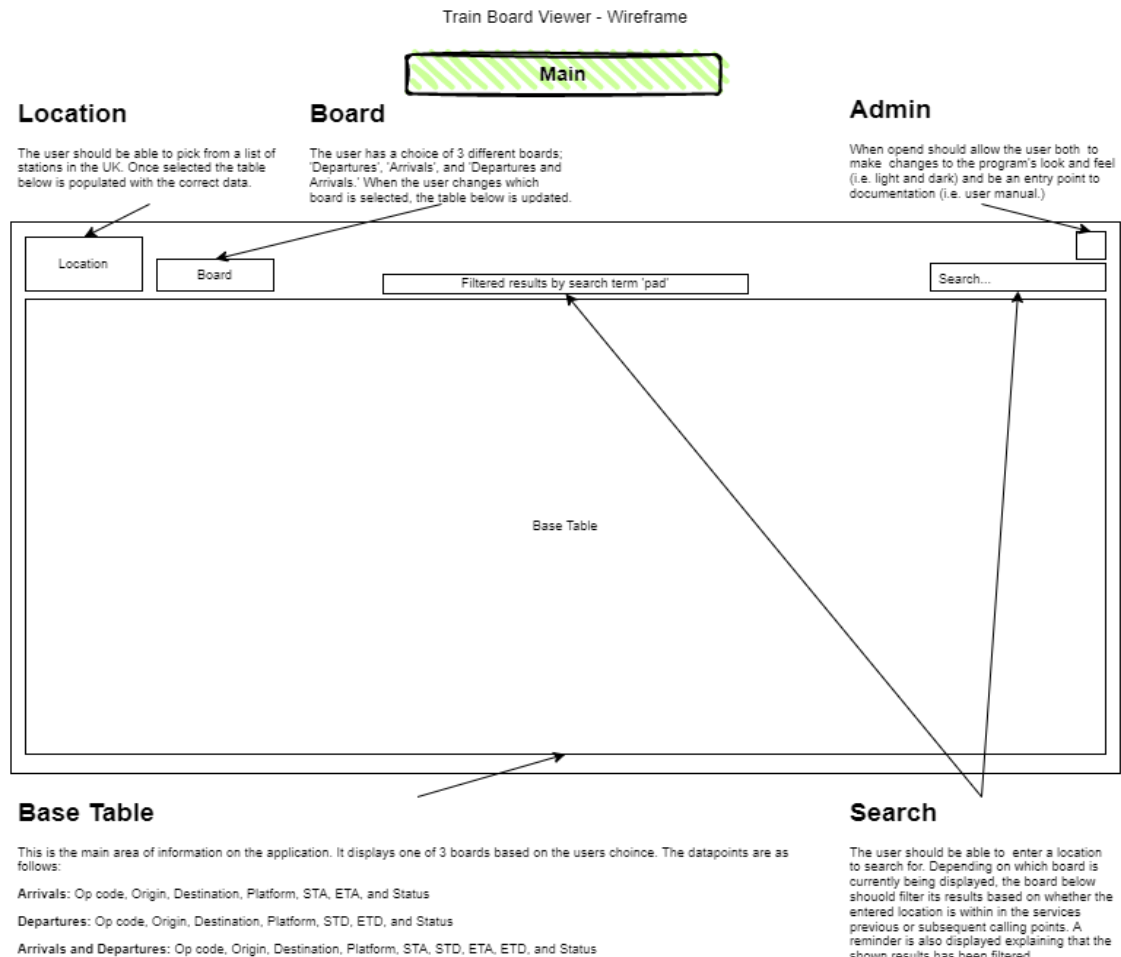 Train Board Viewer - Wireframe
Main
Location
The user should be able to pick from a list of
stations in the UK. Once selected the table
below is populated with the correct data.
Board
The user has a choice of 3 different boards;
'Departures', 'Arrivals', and 'Departures and
Arrivals.' When the user changes which
board is selected, the table below is updated.
Admin
When opend should allow the user both  to
make  changes to the program's look and feel
(i.e. light and dark) and be an entry point to
documentation (i.e. user manual.)
Location
Board
Filtered results by search term 'pad'
Search...
Base Table
Base Table
This is the main area of information on the application. It displays one of 3 boards based on the users choince. The datapoints are as
follows:
Arrivals: Op code, Origin, Destination, Platform, STA, ETA, and Status
Departures: Op code, Origin, Destination, Platform, STD, ETD, and Status
Arrivals and Departures: Op code, Origin, Destination, Platform, STA, STD, ETA, ETD, and Status
Search
The user should be able to  enter a location
to search for. Depending on which board is
currently being displayed, the board below
shouold filter its results based on whether the
entered location is within in the services
previous or subsequent calling points. A
reminder is also displayed explaining that the
shown results has been filtered